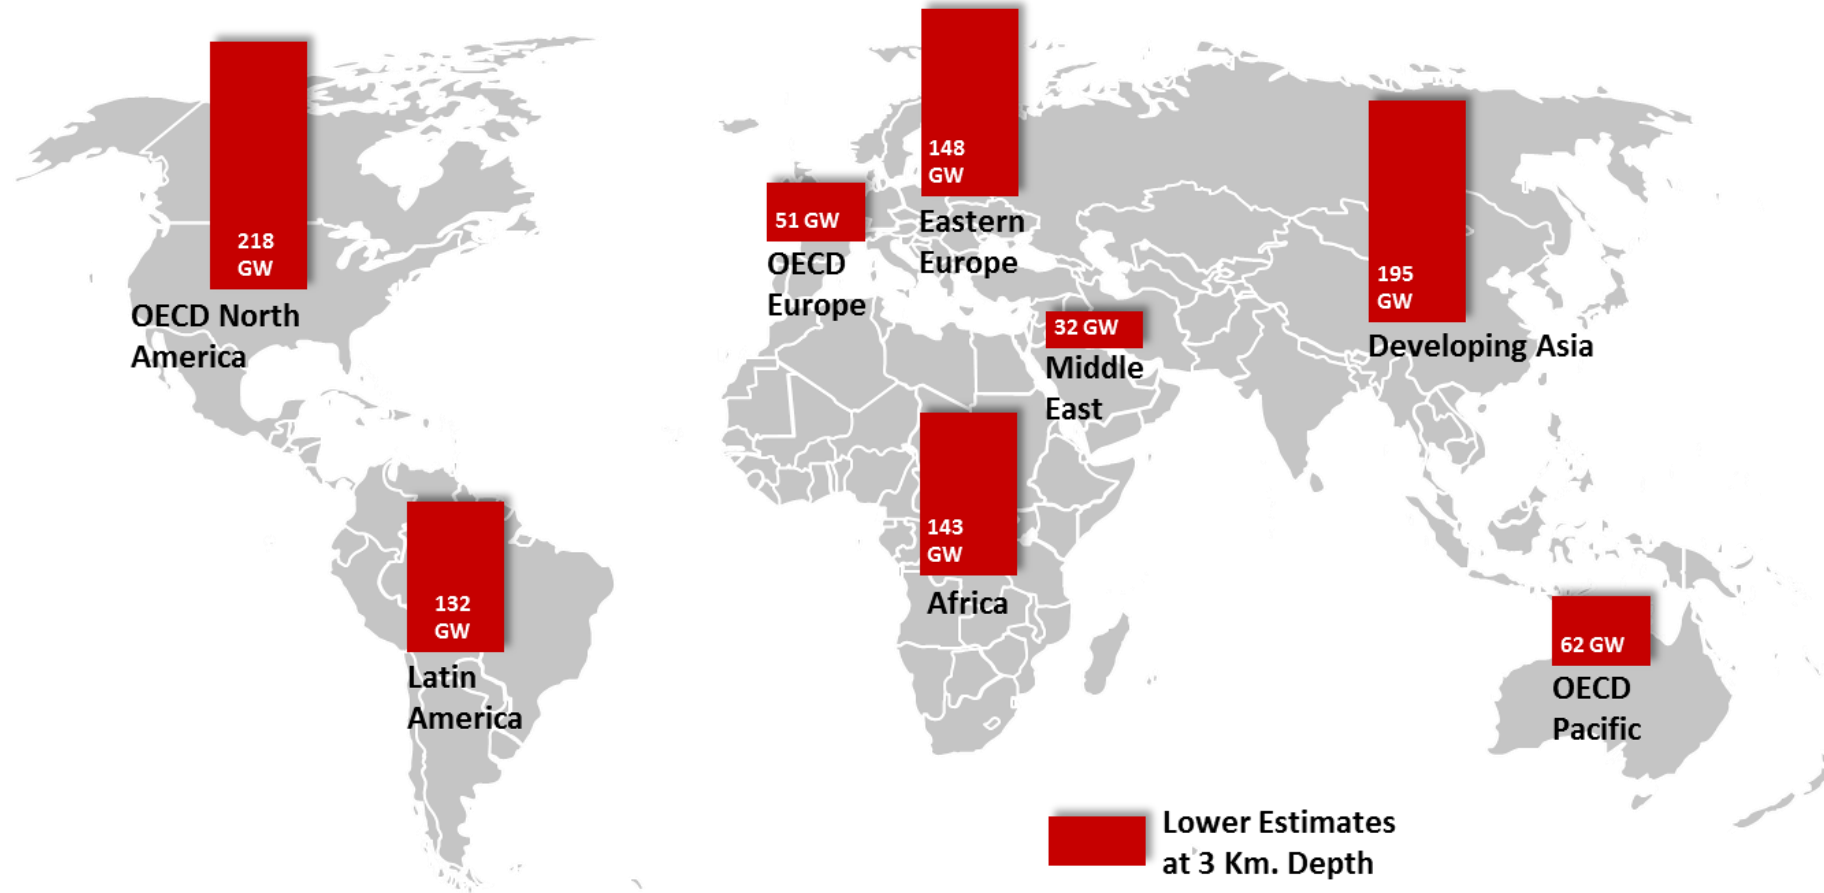 218
GW
OECD North
America
132
GW
Latin
America
51 GW
OECD
Europe
148
GW
Eastern
Europe
32 GW
Middle
East
143
GW
Africa
195
GW
Developing Asia
62 GW
OECD
Pacific
Lower Estimates
at 3 Km. Depth